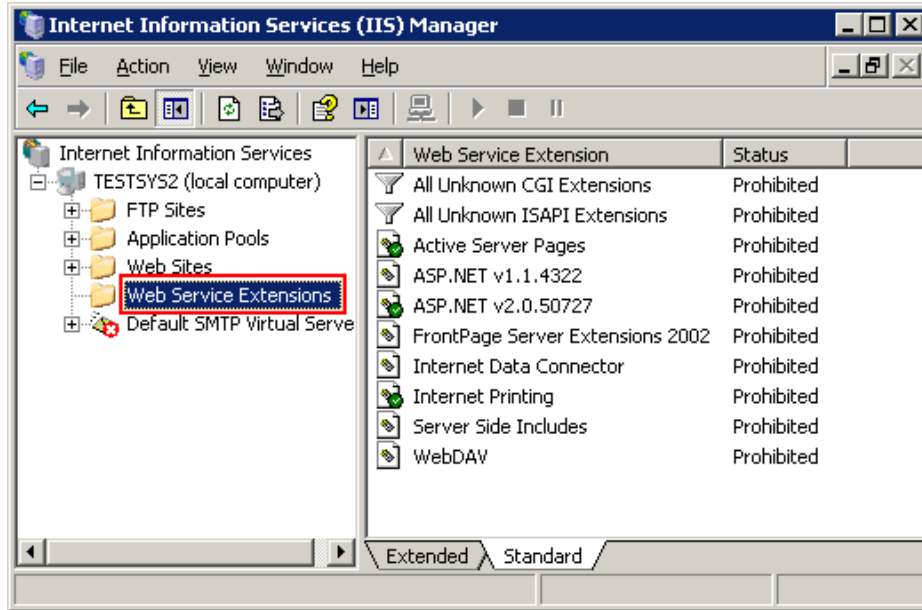 Internet Information Services (IIS) Manager
File Action View Window Help
Internet Information Services
TESTSYS2 (local computer)
FTP Sites
Application Pools
Web Sites
Web Service Extensions
Default SMTP Virtual Serve
Web Service Extension Status
All Unknown CGI Extensions Prohibited
All Unknown ISAPI Extensions Prohibited
Active Server Pages Prohibited
ASP.NET v1.1.4322 Prohibited
ASP.NET v2.0.50727 Prohibited
FrontPage Server Extensions 2002 Prohibited
Internet Data Connector Prohibited
Internet Printing Prohibited
Server Side Includes Prohibited
WebDAV Prohibited
Extended Standard